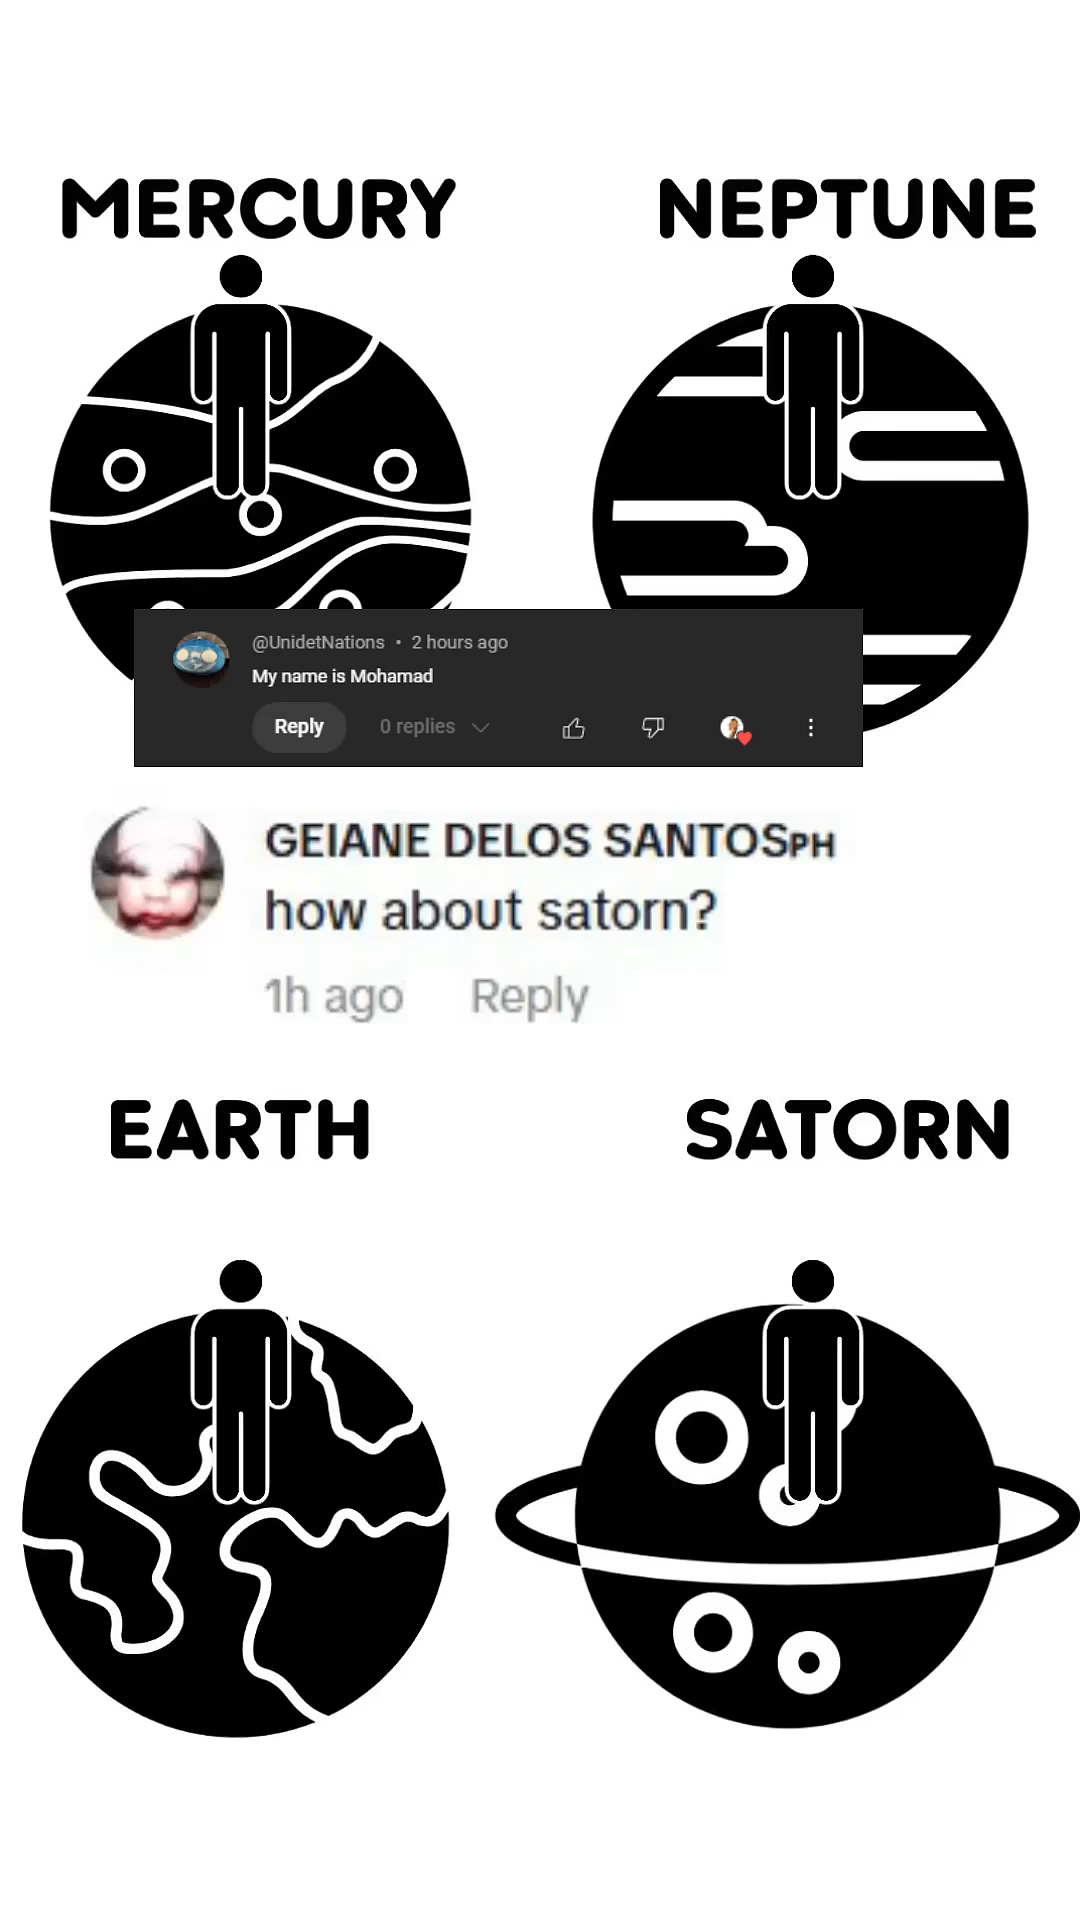 MERCURY
NEPTUNE
@UnidetNations • 2 hours ago
My name is Mohamad
Reply 0 replies
GEIANE DELOS SANTOSPH
how about satorn?
1h ago Reply
EARTH
SATORN